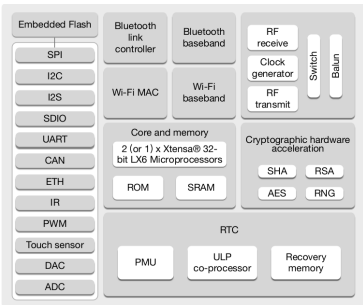 Embedded Flash
SPI
I2C
I2S
SDIO
UART
CAN
ETH
IR
PWM
Touch sensor
DAC
ADC
Bluetooth
link
controller
Bluetooth
baseband
Wi-Fi MAC
Wi-Fi
baseband
RF
receive
Clock
generator
RF
transmit
Switch
Balun
Core and memory
2 (or 1) x Xtensa® 32-
bit LX6 Microprocessors
ROM
SRAM
Cryptographic hardware
acceleration
SHA
RSA
AES
RNG
RTC
PMU
ULP
co-processor
Recovery
memory